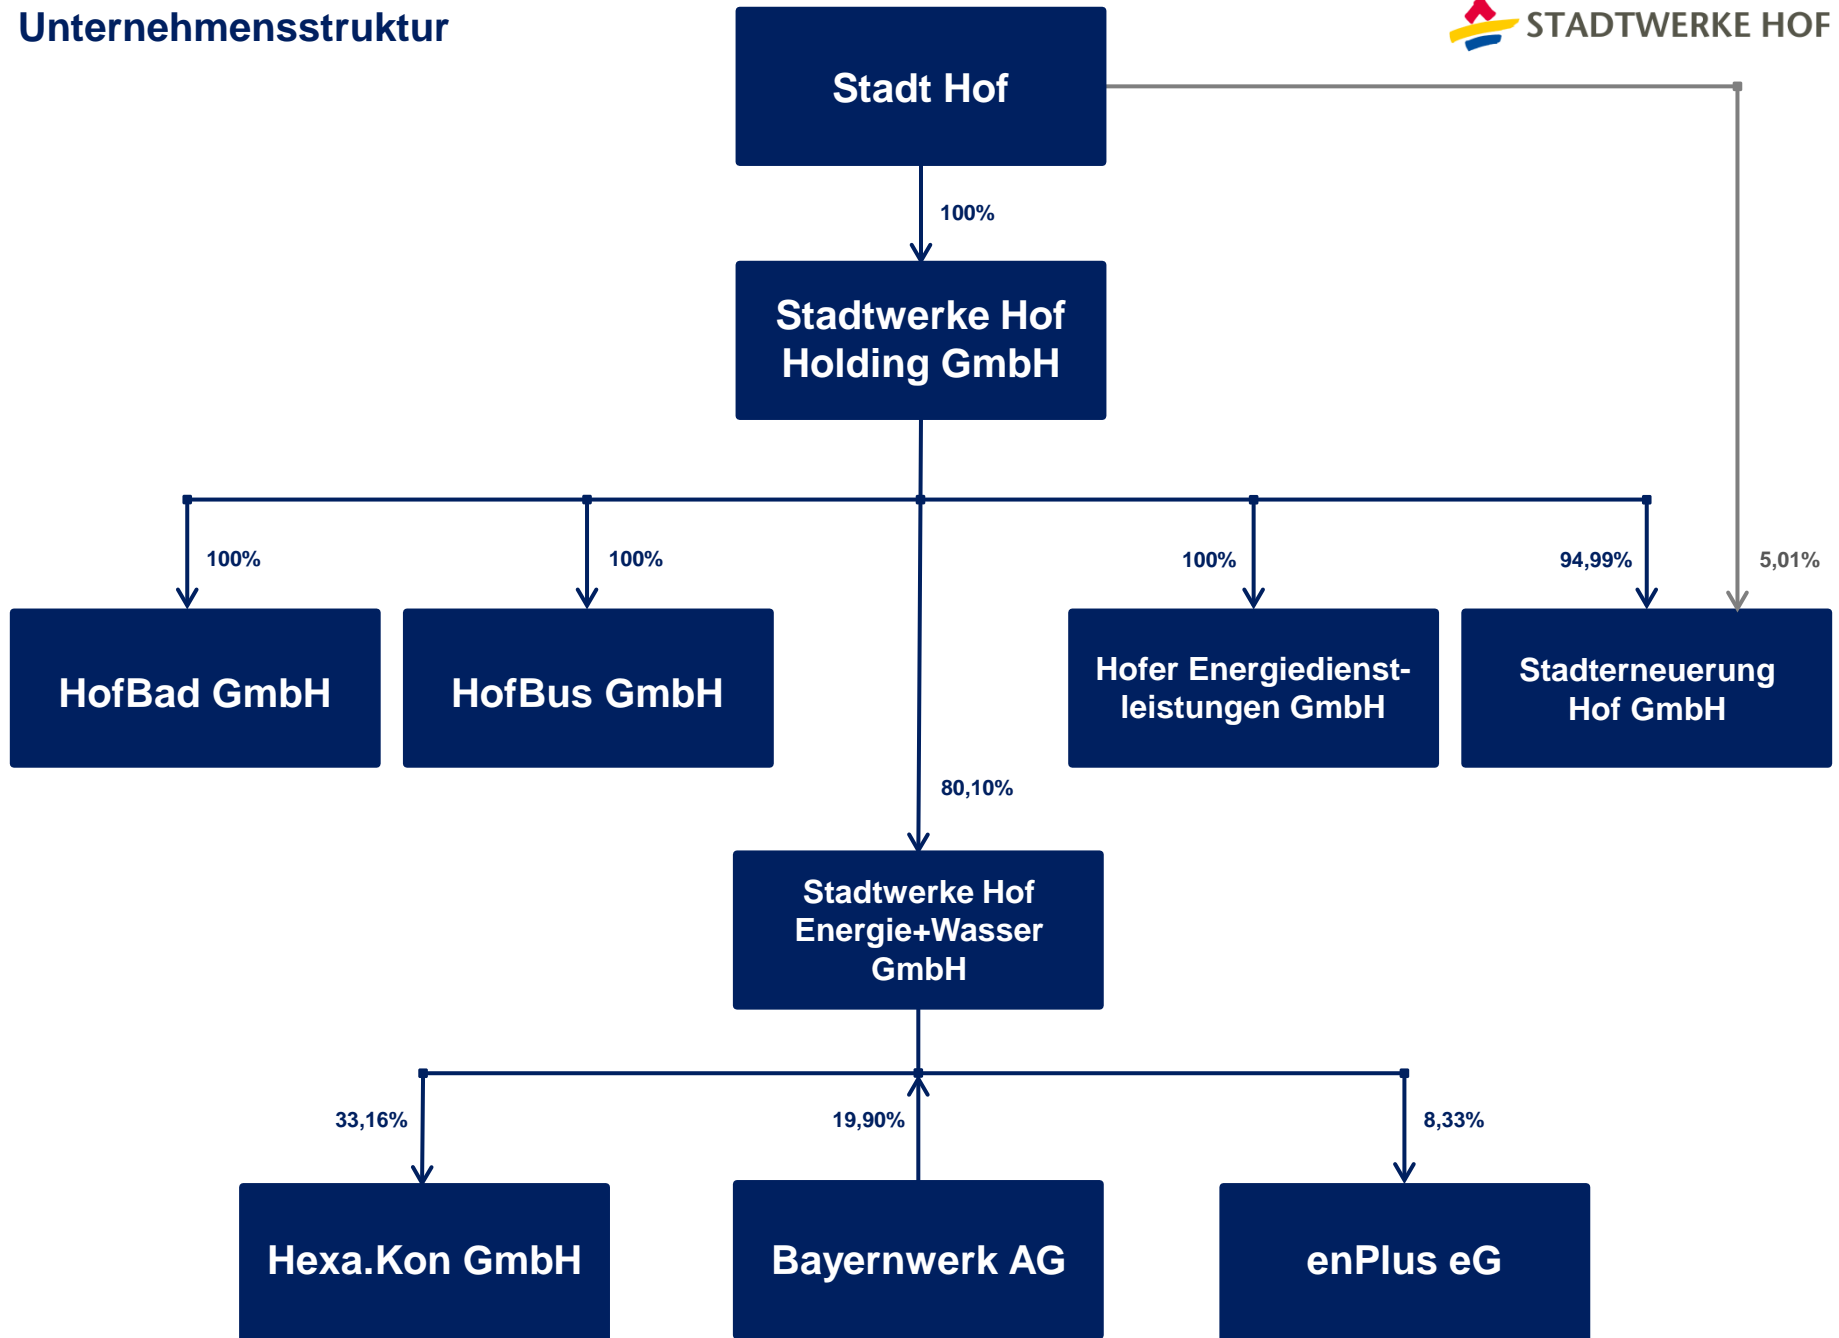 Unternehmensstruktur
STADTWERKE HOF
Stadt Hof
100%
Stadtwerke Hof
Holding GmbH
100%
100%
100%
94,99%
5,01%
HofBad GmbH
HofBus GmbH
Hofer Energiedienst-
leistungen GmbH
Stadterneuerung
Hof GmbH
80,10%
Stadtwerke Hof
Energie+Wasser
GmbH
33,16%
19,90%
8,33%
Hexa.Kon GmbH
Bayernwerk AG
enPlus eG